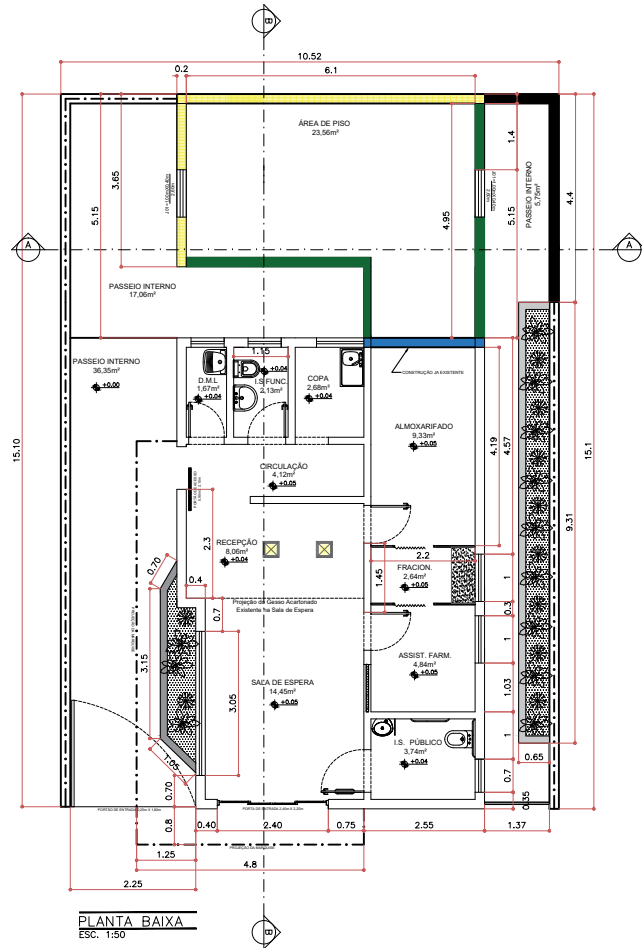 B
10.52
0.2
6.1
ÁREA DE PISO
23,56m²
1.4
3.65
5.15
4.95
5.15
PASSEIO INTERNO
5,75m²
4.4
A
A
PASSEIO INTERNO
17,06m²
PASSEIO INTERNO
36,35m²
+0.00
1.15
D.M.L
1,67m²
+0.04
+0.04
I.S FUNC.
2,13m²
COPA
2,68m²
+0.04
CONSTRUÇÃO JA EXISTENTE
ALMOXARIFADO
9,33m²
+0.05
4.19
4.57
15.10
15.1
CIRCULAÇÃO
4,12m²
+0.05
9.31
RECEPÇÃO
8,06m²
+0.04
2.3
2.2
FRACION.
2,64m²
+0.05
1.45
0.70
0.4
1
0.3
Projeção de Gesso Acartonado
Existente na Sala de Espera
0.7
1
3.15
3.05
ASSIST. FARM.
4,84m²
+0.05
SALA DE ESPERA
14,45m²
+0.05
1.03
I.S. PÚBLICO
3,74m²
+0.04
1
1.05
0.65
0.70
0.7
0.35
0.8
0.40
2.40
0.75
2.55
1.37
1.25
4.8
2.25
PLANTA BAIXA
ESC. 1:50
B